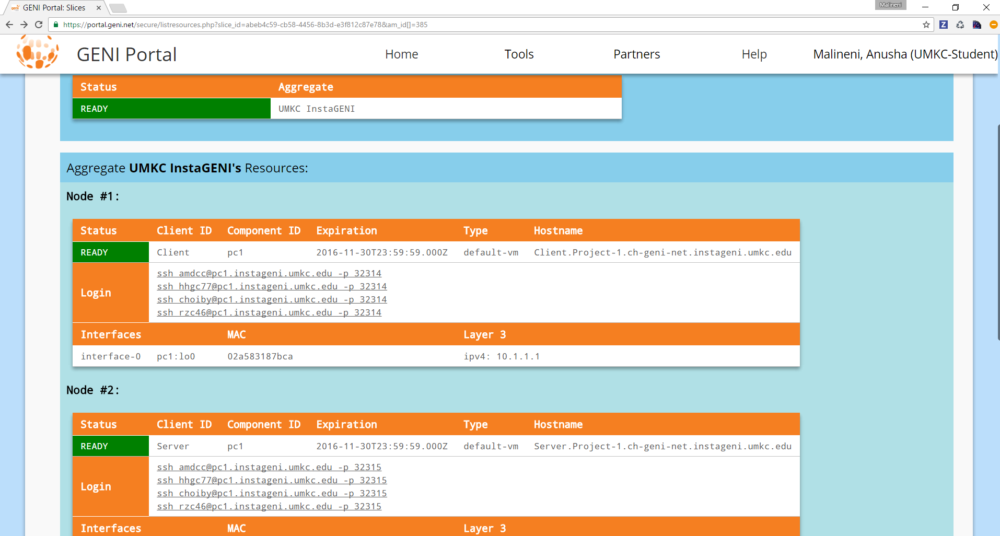 GENI Portal: Slices
Malineni
https://portal.geni.net/secure/listresources.php?slice_id=abeb4c59-cb58-4456-8b3d-e3f812c87e78&am_id[]=385
GENI Portal Home Tools Partners Help Malineni, Anusha (UMKC-Student)
Status Aggregate
READY UMKC InstaGENI
Aggregate UMKC InstaGENI's Resources:
Node #1:
Status Client ID Component ID Expiration Type Hostname
READY Client pc1 2016-11-30T23:59:59.000Z default-vm Client.Project-1.ch-geni-net.instageni.umkc.edu
Login
ssh amdcc@pc1.instageni.umkc.edu -p 32314
ssh hhgc77@pc1.instageni.umkc.edu -p 32314
ssh choiby@pc1.instageni.umkc.edu -p 32314
ssh rzc46@pc1.instageni.umkc.edu -p 32314
Interfaces MAC Layer 3
interface-0 pc1:lo0 02a583187bca ipv4: 10.1.1.1
Node #2:
Status Client ID Component ID Expiration Type Hostname
READY Server pc1 2016-11-30T23:59:59.000Z default-vm Server.Project-1.ch-geni-net.instageni.umkc.edu
Login
ssh amdcc@pc1.instageni.umkc.edu -p 32315
ssh hhgc77@pc1.instageni.umkc.edu -p 32315
ssh choiby@pc1.instageni.umkc.edu -p 32315
ssh rzc46@pc1.instageni.umkc.edu -p 32315
Interfaces MAC Layer 3